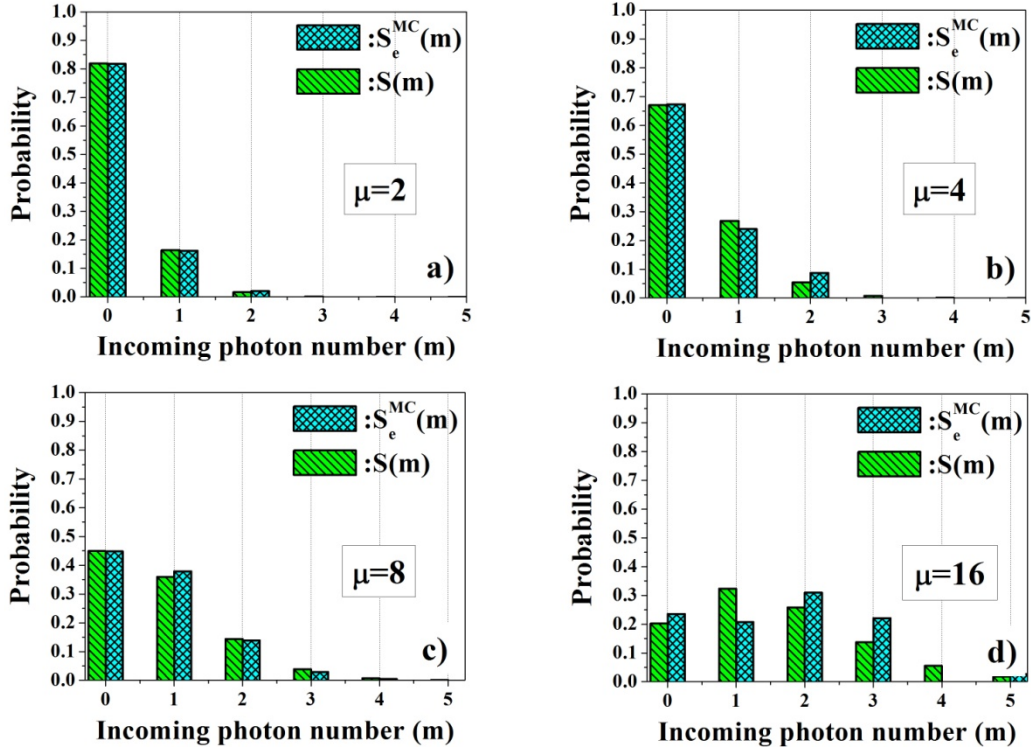 1.0
0.9
0.8
0.7
0.6
0.5
0.4
0.3
0.2
0.1
0.0
Probability
:S_e^MC(m)
:S(m)
μ=2
a)
0 1 2 3 4 5
Incoming photon number (m)
1.0
0.9
0.8
0.7
0.6
0.5
0.4
0.3
0.2
0.1
0.0
Probability
:S_e^MC(m)
:S(m)
μ=4
b)
0 1 2 3 4 5
Incoming photon number (m)
1.0
0.9
0.8
0.7
0.6
0.5
0.4
0.3
0.2
0.1
0.0
Probability
:S_e^MC(m)
:S(m)
μ=8
c)
0 1 2 3 4 5
Incoming photon number (m)
1.0
0.9
0.8
0.7
0.6
0.5
0.4
0.3
0.2
0.1
0.0
Probability
:S_e^MC(m)
:S(m)
μ=16
d)
0 1 2 3 4 5
Incoming photon number (m)